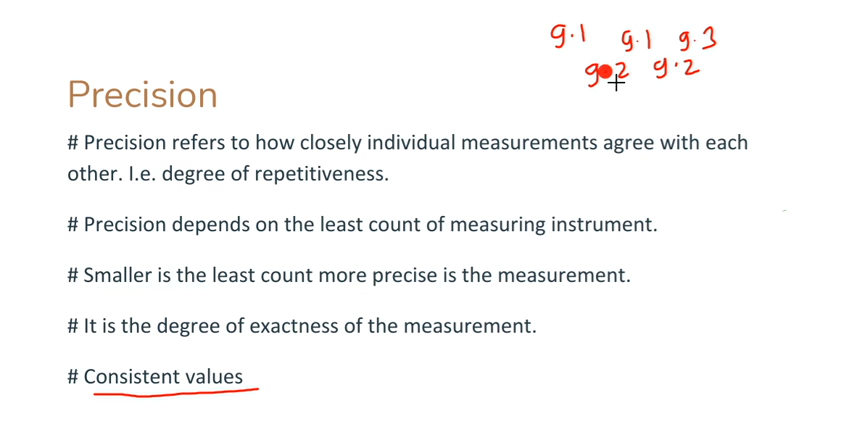 9.1 9.1 9.3
9.2 9.2
Precision
# Precision refers to how closely individual measurements agree with each
other. I.e. degree of repetitiveness.
# Precision depends on the least count of measuring instrument.
# Smaller is the least count more precise is the measurement.
# It is the degree of exactness of the measurement.
# Consistent values